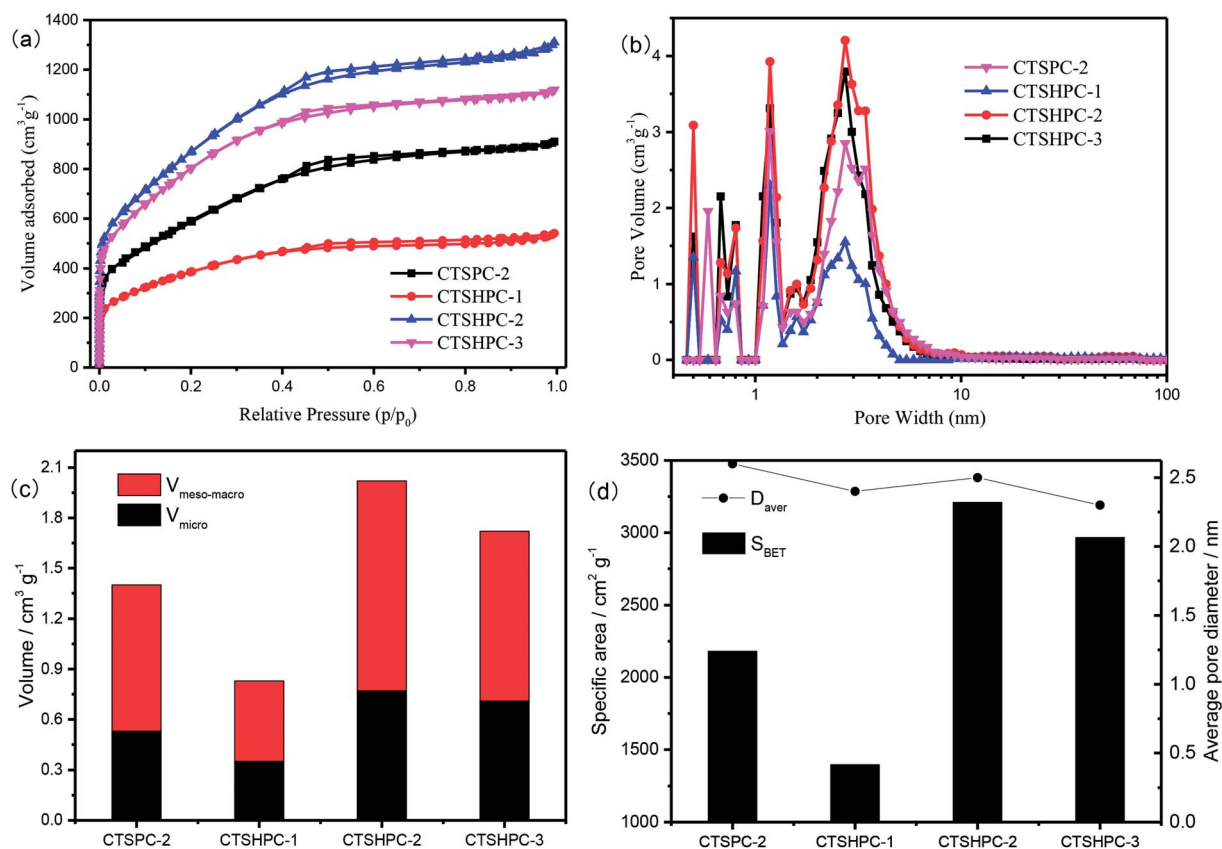 (a)
1400
1200
1000
800
600
400
200
0
Volume adsorbed (cm³g⁻¹)
CTSPC-2
CTSHPC-1
CTSHPC-2
CTSHPC-3
0.0 0.2 0.4 0.6 0.8 1.0
Relative Pressure (p/p₀)
(b)
4
3
2
1
0
Pore Volume (cm³g⁻¹)
CTSPC-2
CTSHPC-1
CTSHPC-2
CTSHPC-3
1 10 100
Pore Width (nm)
(c)
2.1
1.8
1.5
1.2
0.9
0.6
0.3
0.0
Volume / cm³ g⁻¹
V meso-macro
V micro
CTSPC-2 CTSHPC-1 CTSHPC-2 CTSHPC-3
(d)
3500
3000
2500
2000
1500
1000
Specific area / cm² g⁻¹
D aver
S BET
2.5
2.0
1.5
1.0
0.5
0.0
Average pore diameter / nm
CTSPC-2 CTSHPC-1 CTSHPC-2 CTSHPC-3